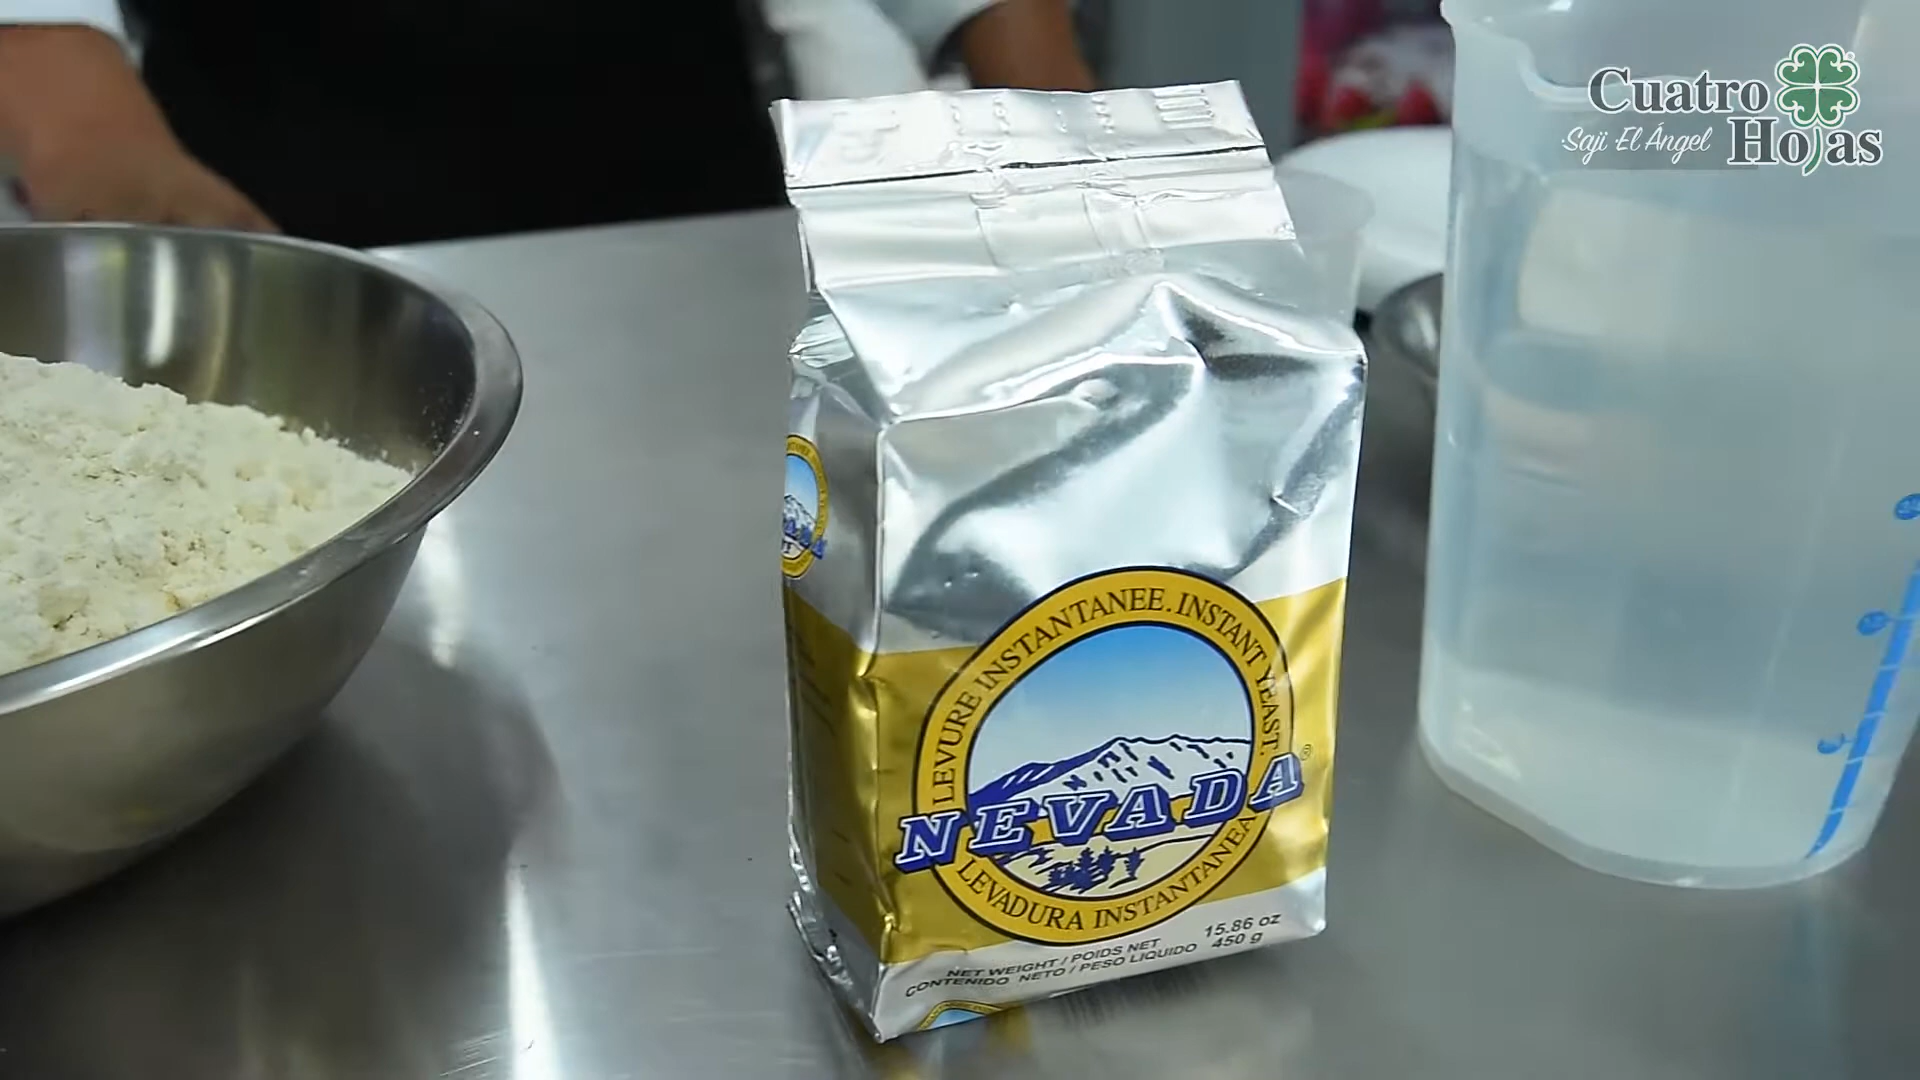 Cuatro
Hojas
Saji El Ángel
LEVURE INSTANTANEE. INSTANT YEAST.
NEVADA®
LEVADURA INSTANTANEA
NET WEIGHT / POIDS NET 15.86 oz
CONTENIDO NETO / PESO LIQUIDO 450 g